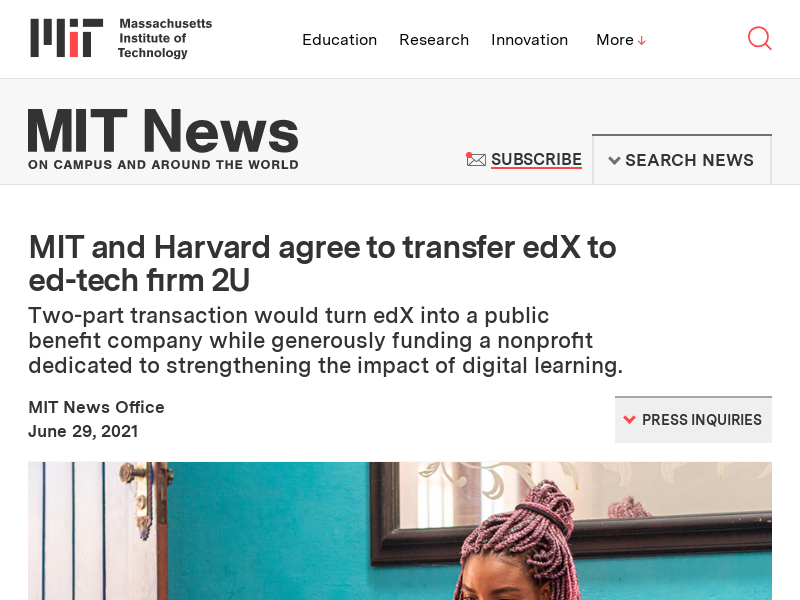 Massachusetts
Institute of
Technology
Education Research Innovation More
MIT News
ON CAMPUS AND AROUND THE WORLD
SUBSCRIBE
SEARCH NEWS
MIT and Harvard agree to transfer edX to
ed-tech firm 2U
Two-part transaction would turn edX into a public
benefit company while generously funding a nonprofit
dedicated to strengthening the impact of digital learning.
MIT News Office
June 29, 2021
PRESS INQUIRIES